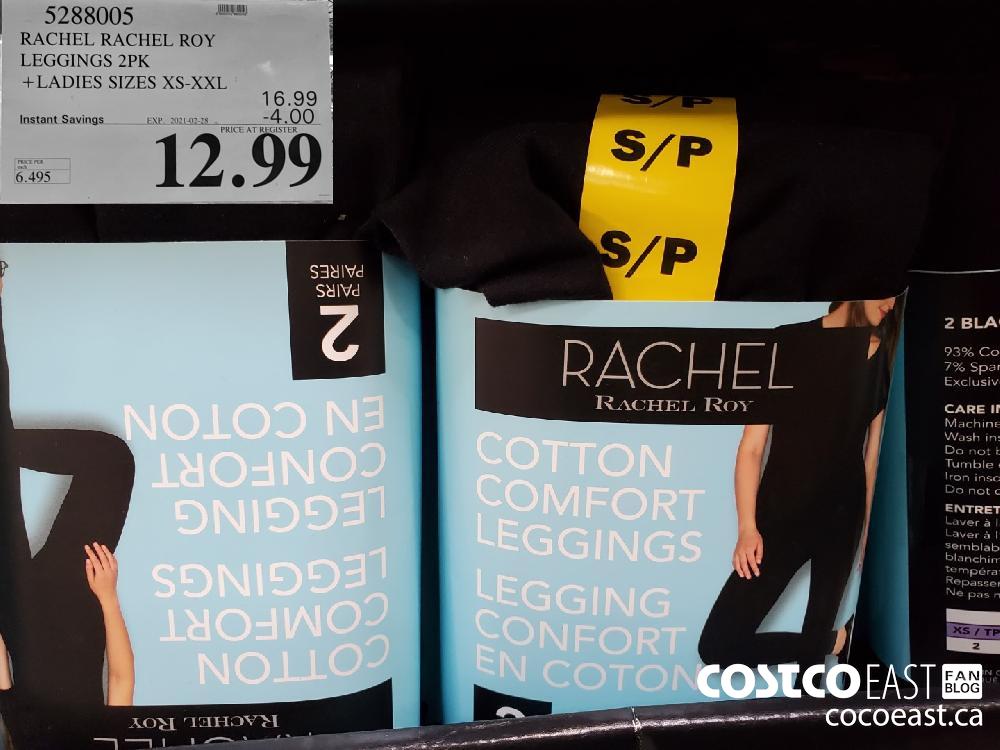 5288005
RACHEL RACHEL ROY
LEGGINGS 2PK
+LADIES SIZES XS-XXL
16.99
Instant Savings EXP. 2021-02-28 -4.00
PRICE AT REGISTER
12.99
PRICE PER
each
6.495
S/P
S/P
S/P
2
PAIRS
PAIRES
COTTON
COMFORT
LEGGINGS
LEGGING
CONFORT
EN COTON
RACHEL ROY
RACHEL
RACHEL ROY
COTTON
COMFORT
LEGGINGS
LEGGING
CONFORT
EN COTON
2 BLA
93% Co
7% Spa
Exclusiv
CARE IN
Machine
Wash in
Do not b
Tumble
Iron ins
Do not
ENTRET
Laver à l
Laver à l
semblab
blanchim
tempéra
Repasser
Ne pas n
XS / TP
2
COSTCO EAST FAN BLOG
cocoeast.ca